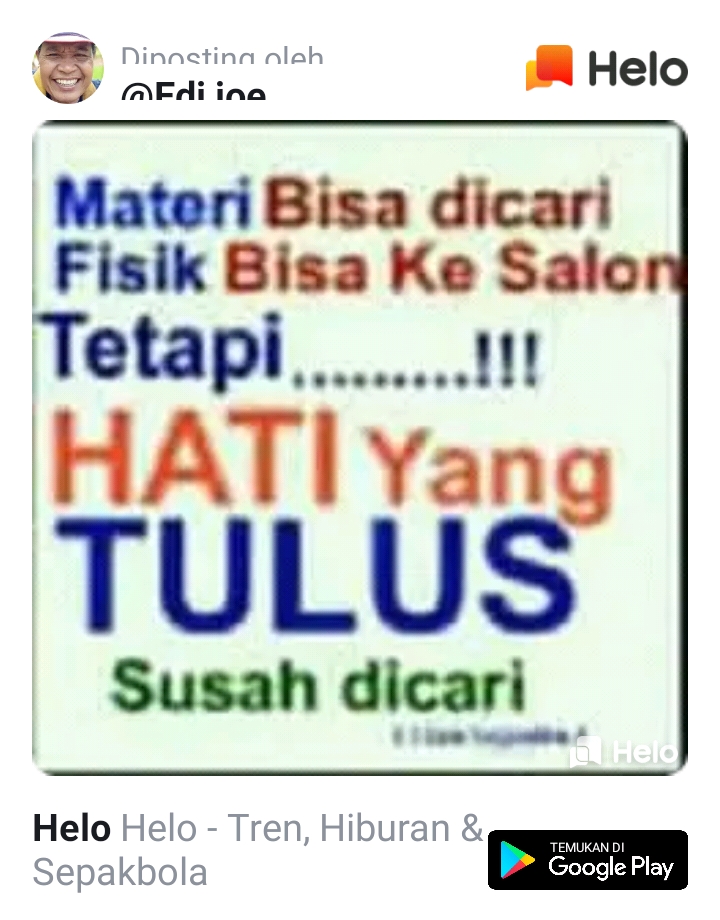 Diposting oleh
@Edi joe
Helo
Materi Bisa dicari
Fisik Bisa Ke Salon
Tetapi.........!!!
HATI Yang
TULUS
Susah dicari
Helo
Helo Helo - Tren, Hiburan &
Sepakbola
TEMUKAN DI
Google Play